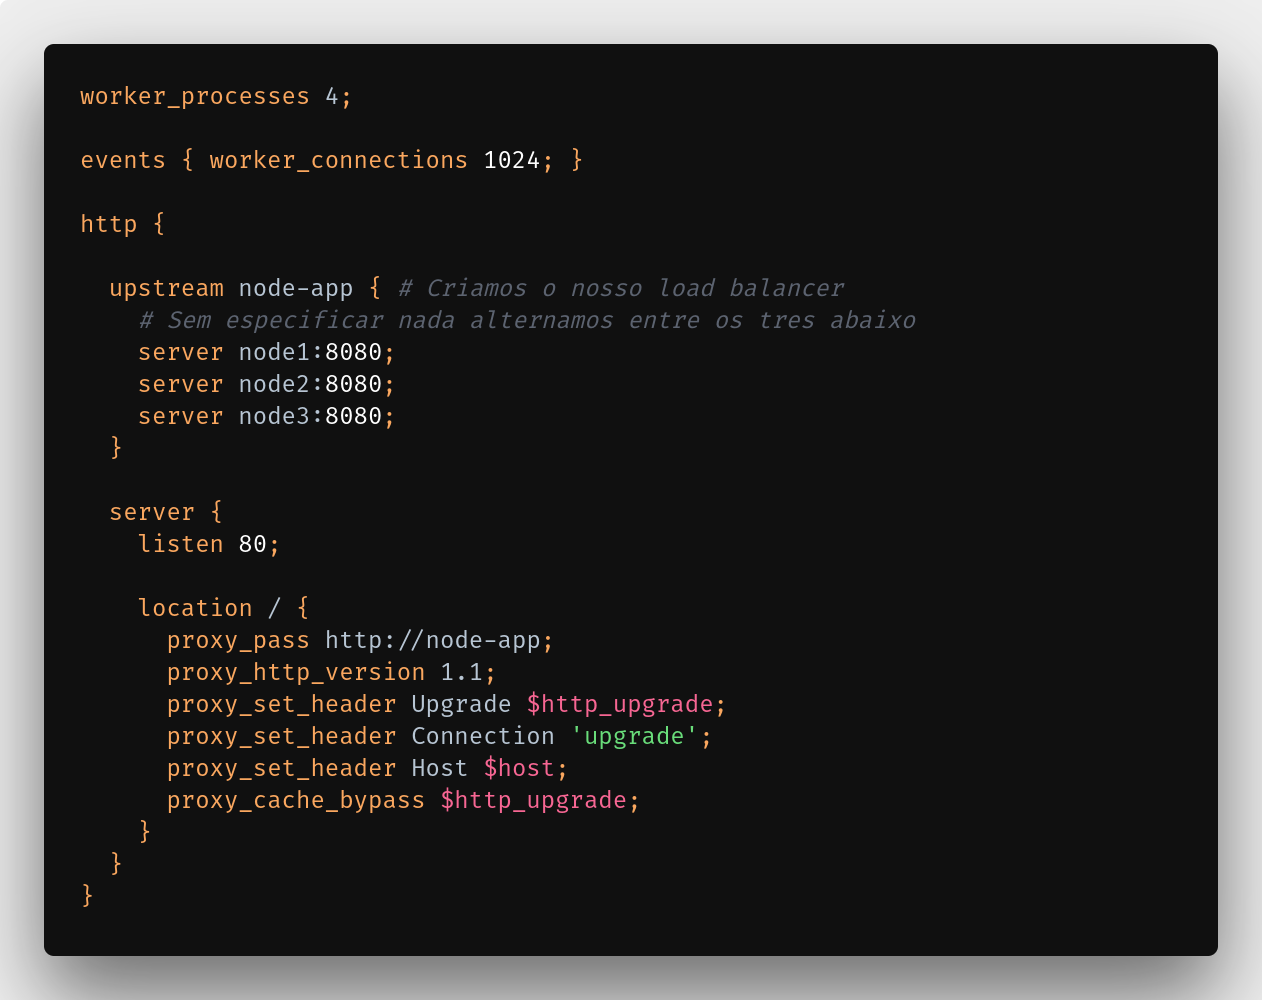 worker_processes 4;
events { worker_connections 1024; }
http {
upstream node-app { # Criamos o nosso load balancer
# Sem especificar nada alternamos entre os tres abaixo
server node1:8080;
server node2:8080;
server node3:8080;
}
server {
listen 80;
location / {
proxy_pass http://node-app;
proxy_http_version 1.1;
proxy_set_header Upgrade $http_upgrade;
proxy_set_header Connection 'upgrade';
proxy_set_header Host $host;
proxy_cache_bypass $http_upgrade;
}
}
}